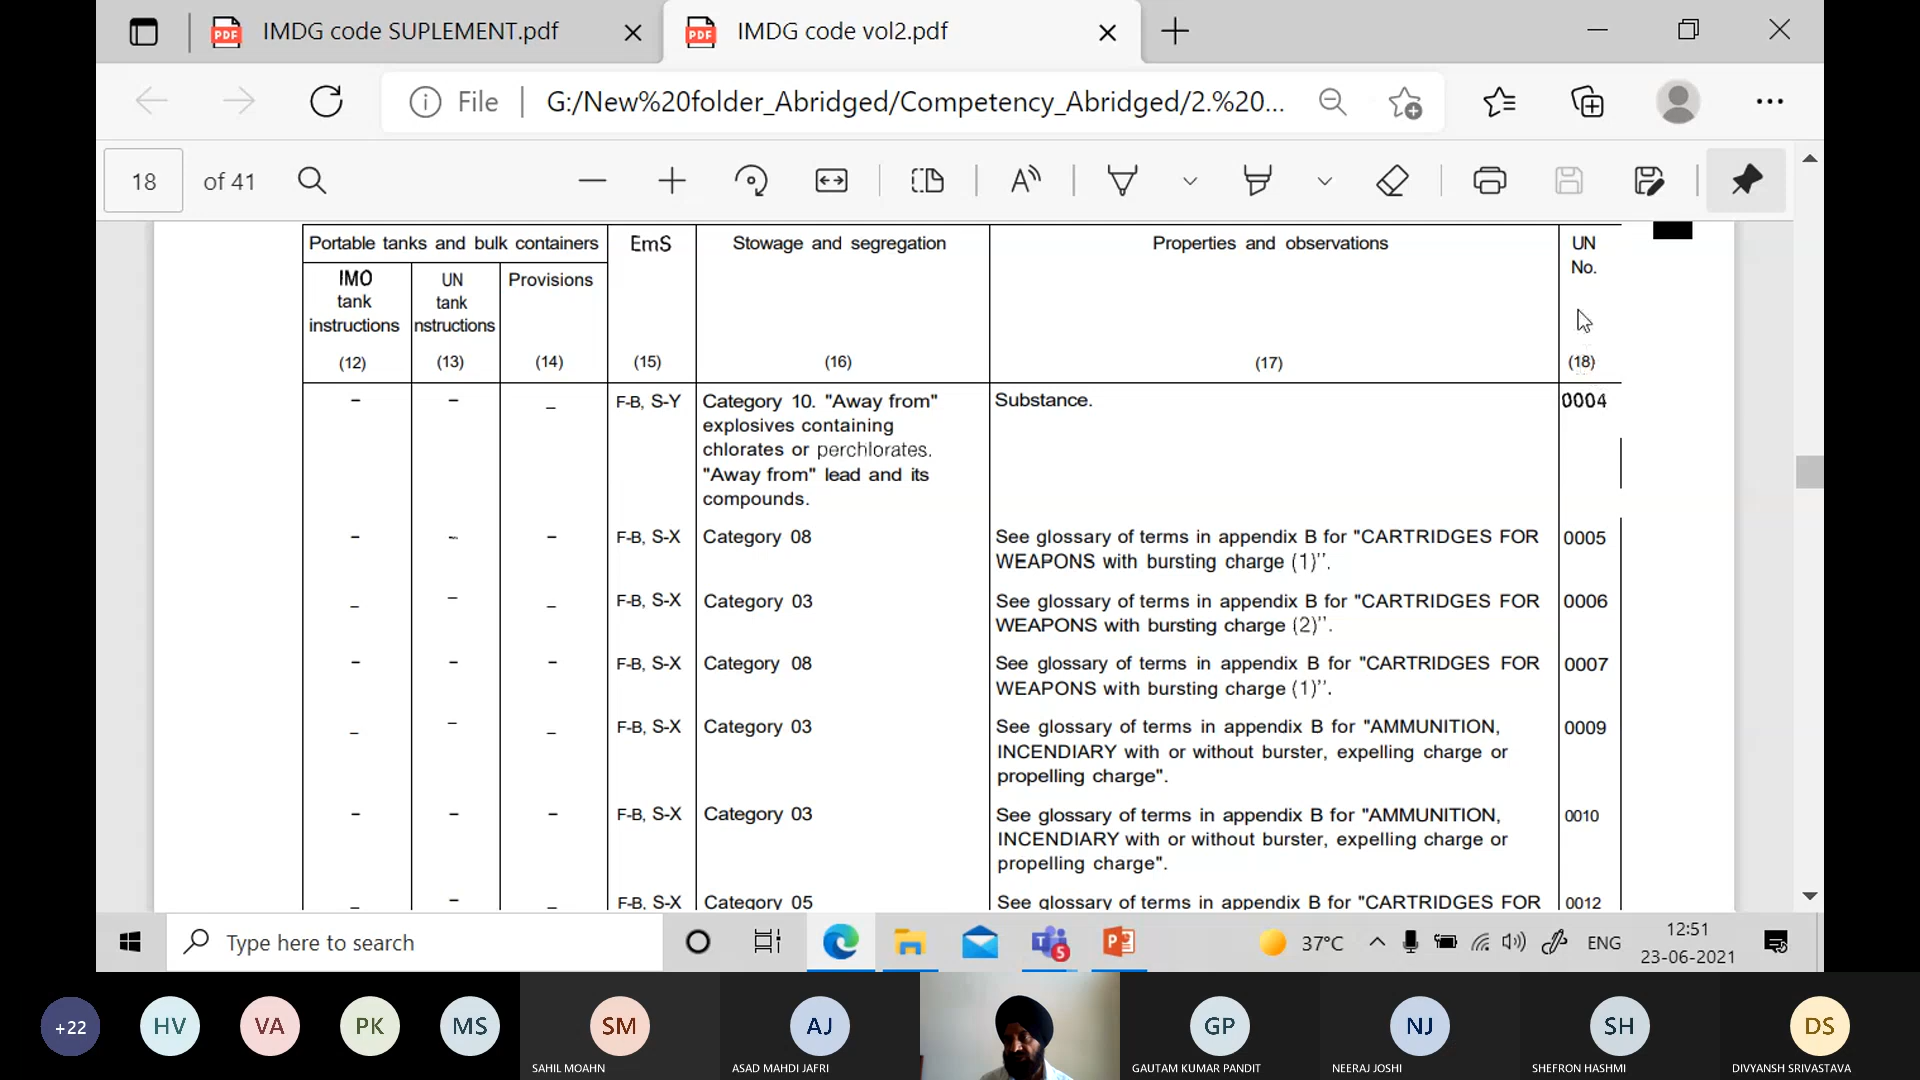 IMDG code SUPLEMENT.pdf
IMDG code vol2.pdf
File
G:/New%20folder_Abridged/Competency_Abridged/2.%20...
18 of 41
Portable tanks and bulk containers
EmS
Stowage and segregation
Properties and observations
UN
No.
IMO
tank
instructions
UN
tank
nstructions
Provisions
(12) (13) (14) (15) (16) (17) (18)
– – – F-B, S-Y Category 10. "Away from" Substance. 0004
explosives containing
chlorates or perchlorates.
"Away from" lead and its
compounds.
– – – F-B, S-X Category 08 See glossary of terms in appendix B for "CARTRIDGES FOR 0005
WEAPONS with bursting charge (1)''.
– – – F-B, S-X Category 03 See glossary of terms in appendix B for "CARTRIDGES FOR 0006
WEAPONS with bursting charge (2)''.
– – – F-B, S-X Category 08 See glossary of terms in appendix B for "CARTRIDGES FOR 0007
WEAPONS with bursting charge (1)''.
– – – F-B, S-X Category 03 See glossary of terms in appendix B for "AMMUNITION, 0009
INCENDIARY with or without burster, expelling charge or
propelling charge".
– – – F-B, S-X Category 03 See glossary of terms in appendix B for "AMMUNITION, 0010
INCENDIARY with or without burster, expelling charge or
propelling charge".
– – – F-B, S-X Category 05 See glossary of terms in appendix B for "CARTRIDGES FOR 0012
Type here to search
5
37°C
ENG
12:51
23-06-2021
+22
HV
VA
PK
MS
SM
SAHIL MOAHN
AJ
ASAD MAHDI JAFRI
GP
GAUTAM KUMAR PANDIT
NJ
NEERAJ JOSHI
SH
SHEFRON HASHMI
DS
DIVYANSH SRIVASTAVA